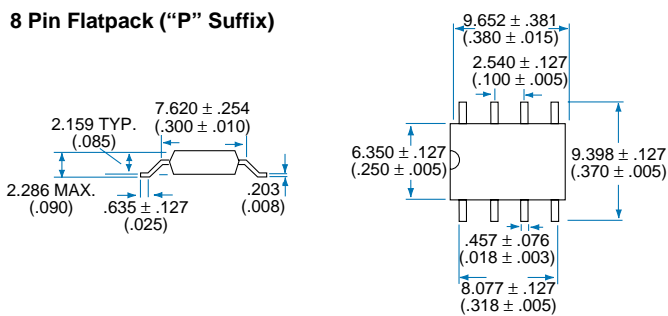 8 Pin Flatpack (“P” Suffix)
9.652 ± .381
(.380 ± .015)
2.540 ± .127
(.100 ± .005)
7.620 ± .254
(.300 ± .010)
2.159 TYP.
(.085)
2.286 MAX.
(.090)
.635 ± .127
(.025)
.203
(.008)
6.350 ± .127
(.250 ± .005)
9.398 ± .127
(.370 ± .005)
.457 ± .076
(.018 ± .003)
8.077 ± .127
(.318 ± .005)